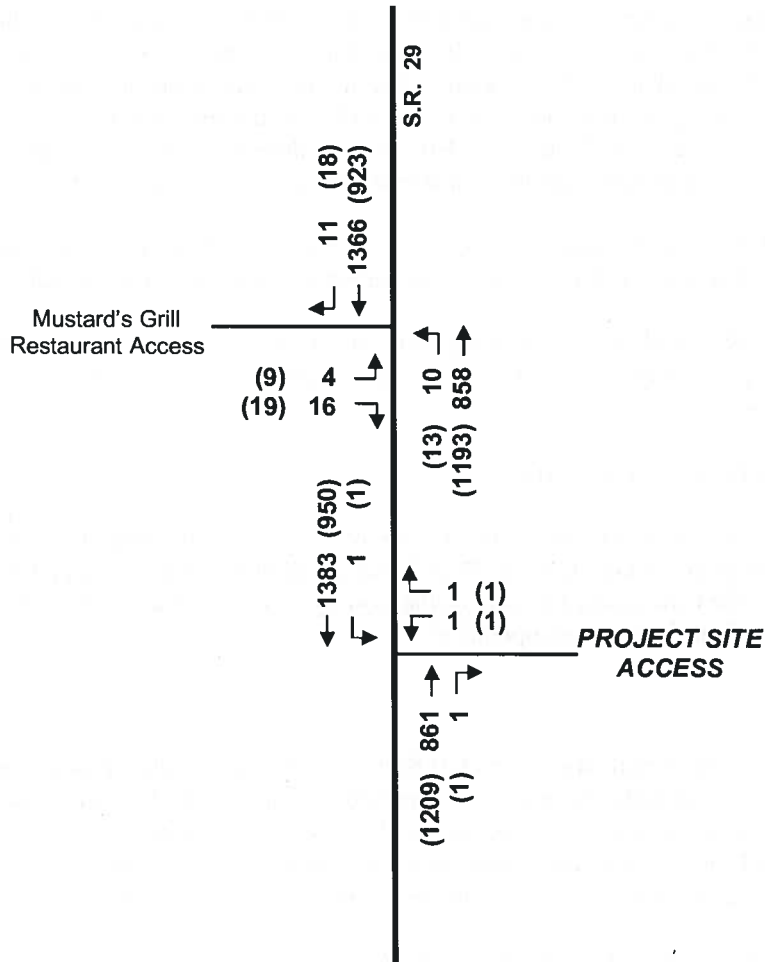 S.R. 29
11 (18)
1366 (923)
Mustard's Grill
Restaurant Access
(9) 4
(19) 16
10 (13)
858 (1193)
1383 (950)
1 (1)
1 (1)
1 (1)
PROJECT SITE
ACCESS
(1209) 861
(1) 1